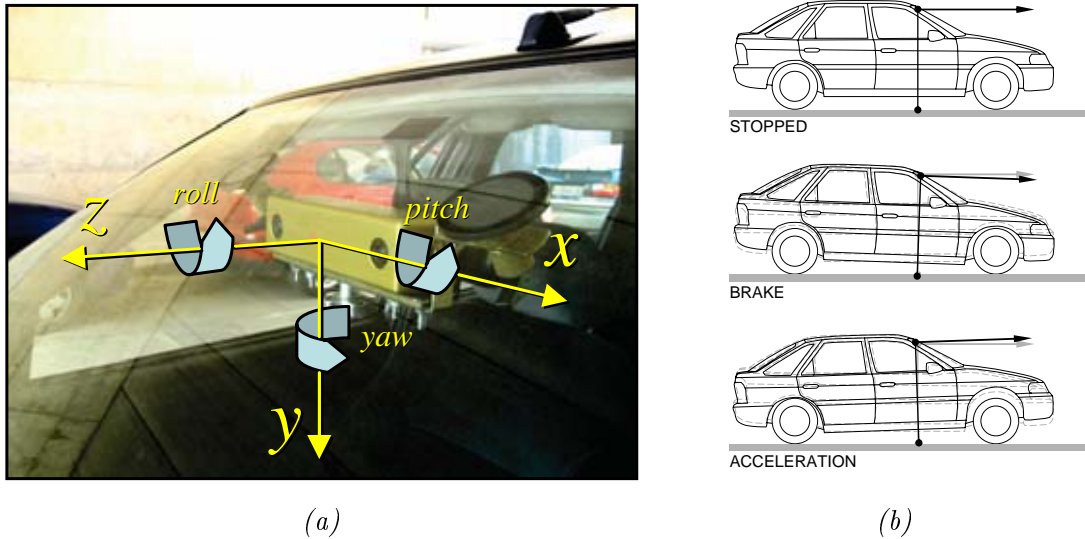 roll
pitch
z
x
yaw
y
(a)
STOPPED
BRAKE
ACCELERATION
(b)